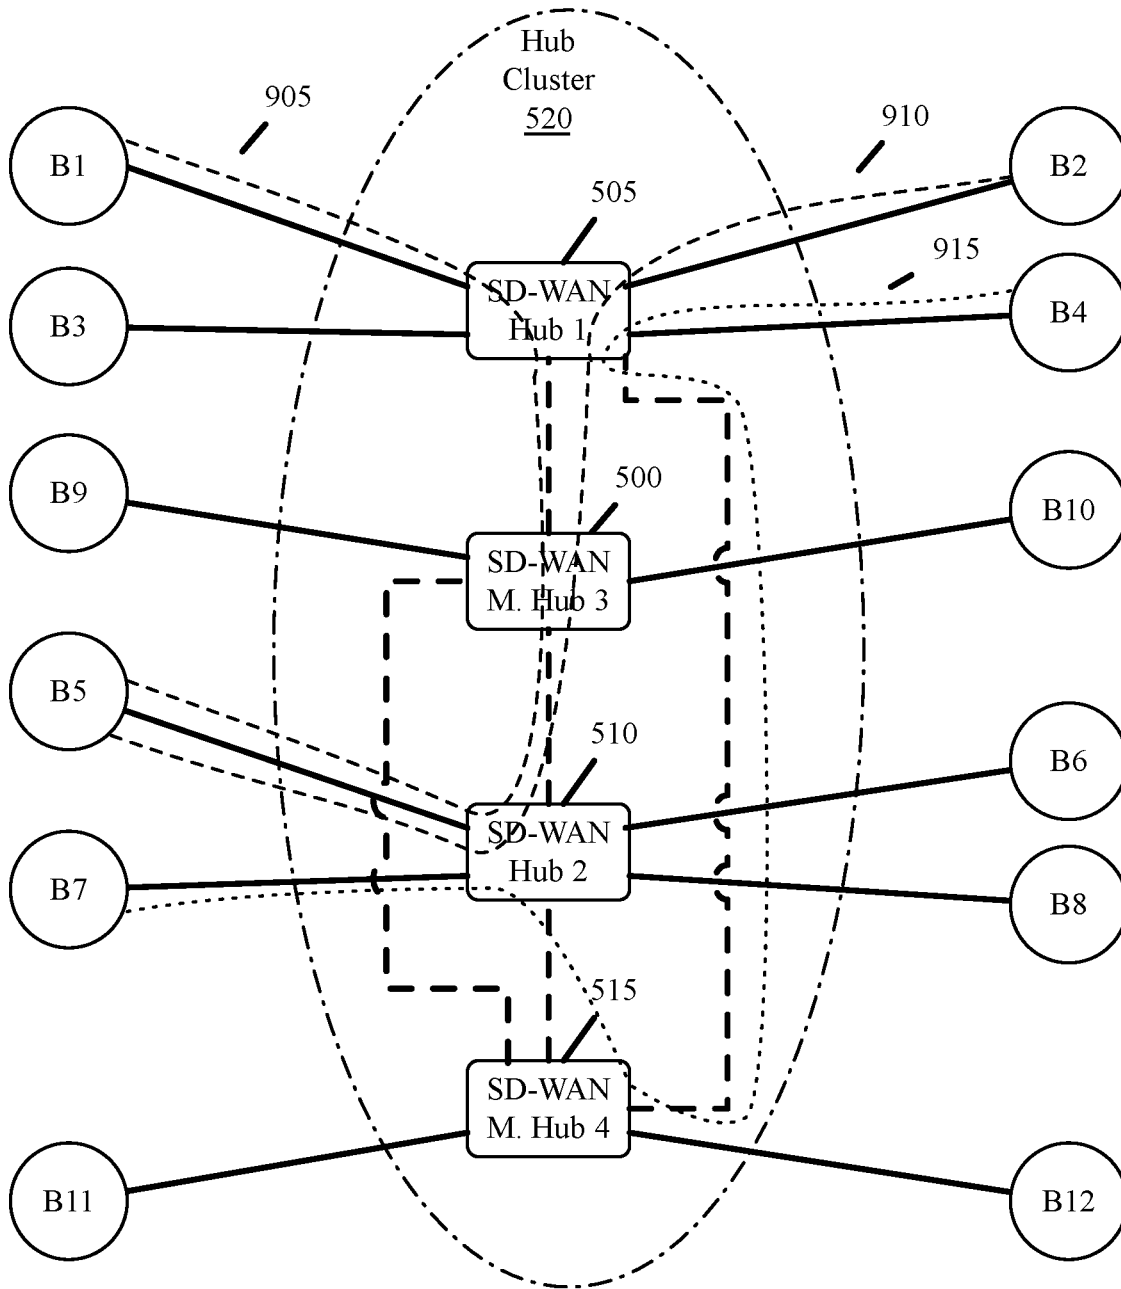 Hub
Cluster
520
905
910
B1
B2
505
915
SD-WAN
Hub 1
B3
B4
500
B9
B10
SD-WAN
M. Hub 3
B5
510
B6
SD-WAN
Hub 2
B7
B8
515
SD-WAN
M. Hub 4
B11
B12